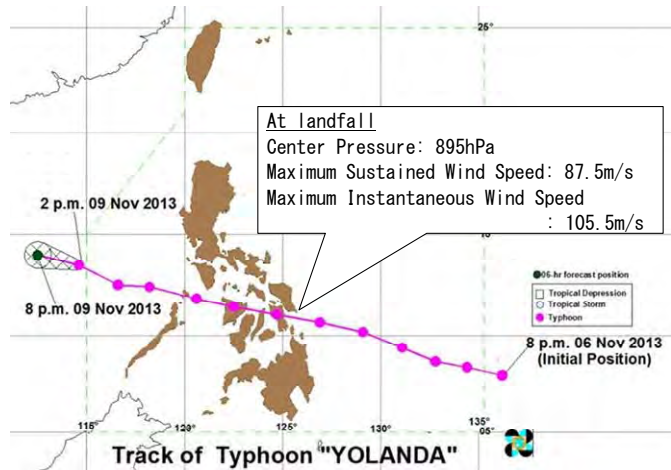 25°
At landfall
Center Pressure: 895hPa
Maximum Sustained Wind Speed: 87.5m/s
Maximum Instantaneous Wind Speed
: 105.5m/s
2 p.m. 09 Nov 2013
8 p.m. 09 Nov 2013
06-hr forecast position
Tropical Depression
Tropical Storm
Typhoon
8 p.m. 06 Nov 2013
(Initial Position)
115°
120°
125°
130°
135°
05°
Track of Typhoon "YOLANDA"